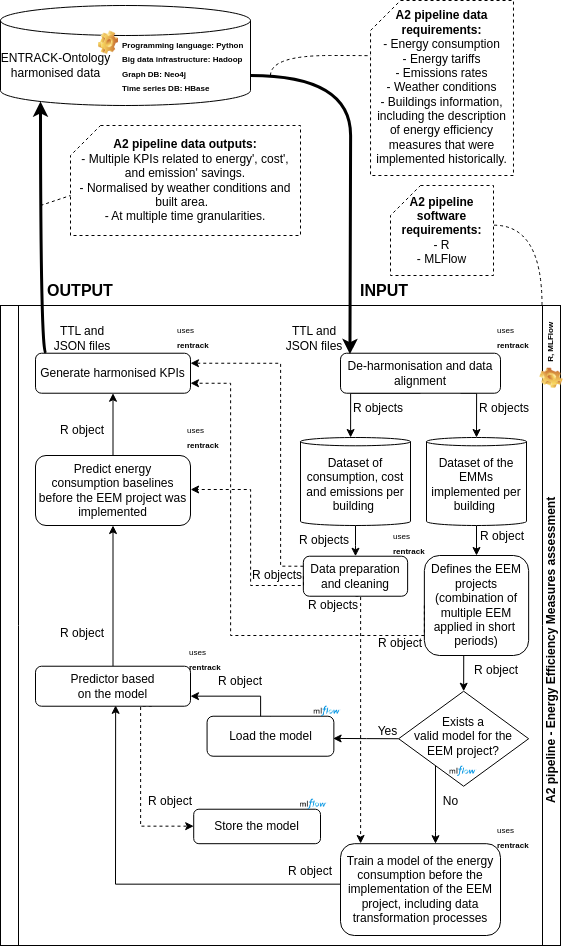 ENTRACK-Ontology
harmonised data
Programming language: Python
Big data infrastructure: Hadoop
Graph DB: Neo4j
Time series DB: HBase
A2 pipeline data
requirements:
- Energy consumption
- Energy tariffs
- Emissions rates
- Weather conditions
- Buildings information,
including the description
of energy efficiency
measures that were
implemented historically.
A2 pipeline data outputs:
- Multiple KPIs related to energy', cost',
and emission' savings.
- Normalised by weather conditions and
built area.
- At multiple time granularities.
A2 pipeline
software
requirements:
- R
- MLFlow
OUTPUT
INPUT
TTL and
JSON files
uses
rentrack
TTL and
JSON files
uses
rentrack
R, MLFlow
Generate harmonised KPIs
De-harmonisation and data
alignment
R objects
R objects
R object
uses
rentrack
Predict energy
consumption baselines
before the EEM project was
implemented
Dataset of
consumption, cost
and emissions per
building
Dataset of the
EMMs
implemented per
building
R objects
uses
rentrack
R object
Data preparation
and cleaning
R objects
R objects
Defines the EEM
projects
(combination of
multiple EEM
applied in short
periods)
R object
R object
R object
uses
rentrack
Predictor based
on the model
R object
mlflow
Load the model
Yes
Exists a
valid model for the
EEM project?
mlflow
No
R object
mlflow
Store the model
uses
rentrack
R object
Train a model of the energy
consumption before the
implementation of the EEM
project, including data
transformation processes
A2 pipeline - Energy Efficiency Measures assessment